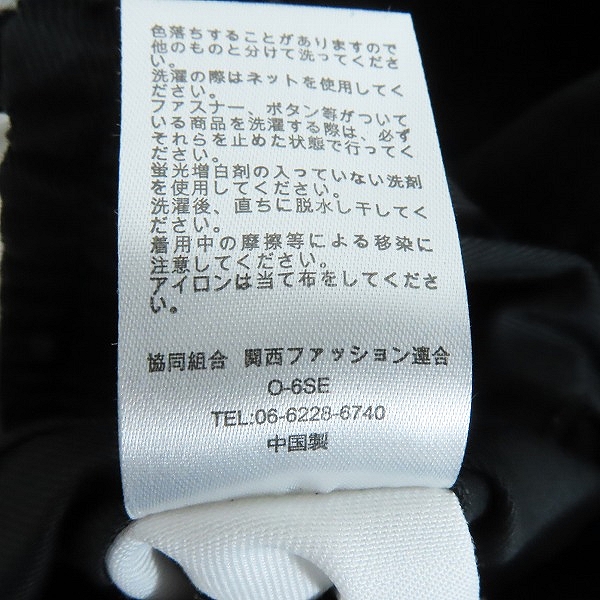 色落ちすることがありますので
他のものと分けて洗ってくださ
い。
洗濯の際はネットを使用してく
ださい。
ファスナー、ボタン等がついて
いる商品を洗濯する際は、必ず
それらを止めた状態で行ってく
ださい。
蛍光増白剤の入っていない洗剤
を使用してください。
洗濯後、直ちに脱水し干してく
ださい。
着用中の摩擦等による移染に
注意してください。
アイロンは当て布をしてくださ
い。
協同組合 関西ファッション連合
O-6SE
TEL:06-6228-6740
中国製